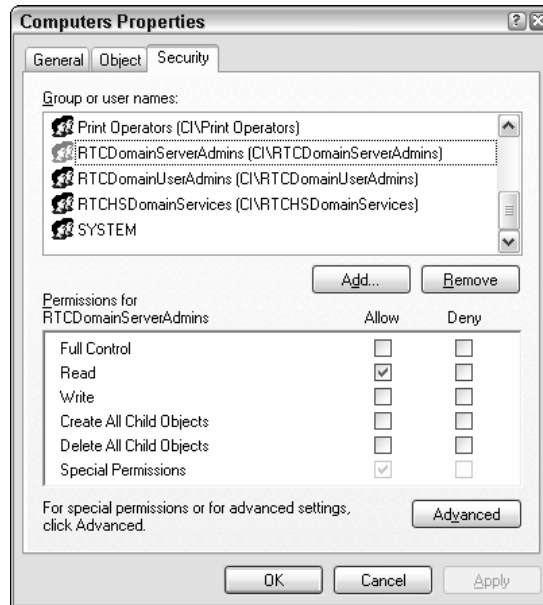 Computers Properties
General Object Security
Group or user names:
Print Operators (CI\Print Operators)
RTCDomainServerAdmins (CI\RTCDomainServerAdmins)
RTCDomainUserAdmins (CI\RTCDomainUserAdmins)
RTCHSDomainServices (CI\RTCHSDomainServices)
SYSTEM
Add... Remove
Permissions for
RTCDomainServerAdmins Allow Deny
Full Control
Read
Write
Create All Child Objects
Delete All Child Objects
Special Permissions
For special permissions or for advanced settings,
click Advanced. Advanced
OK Cancel Apply